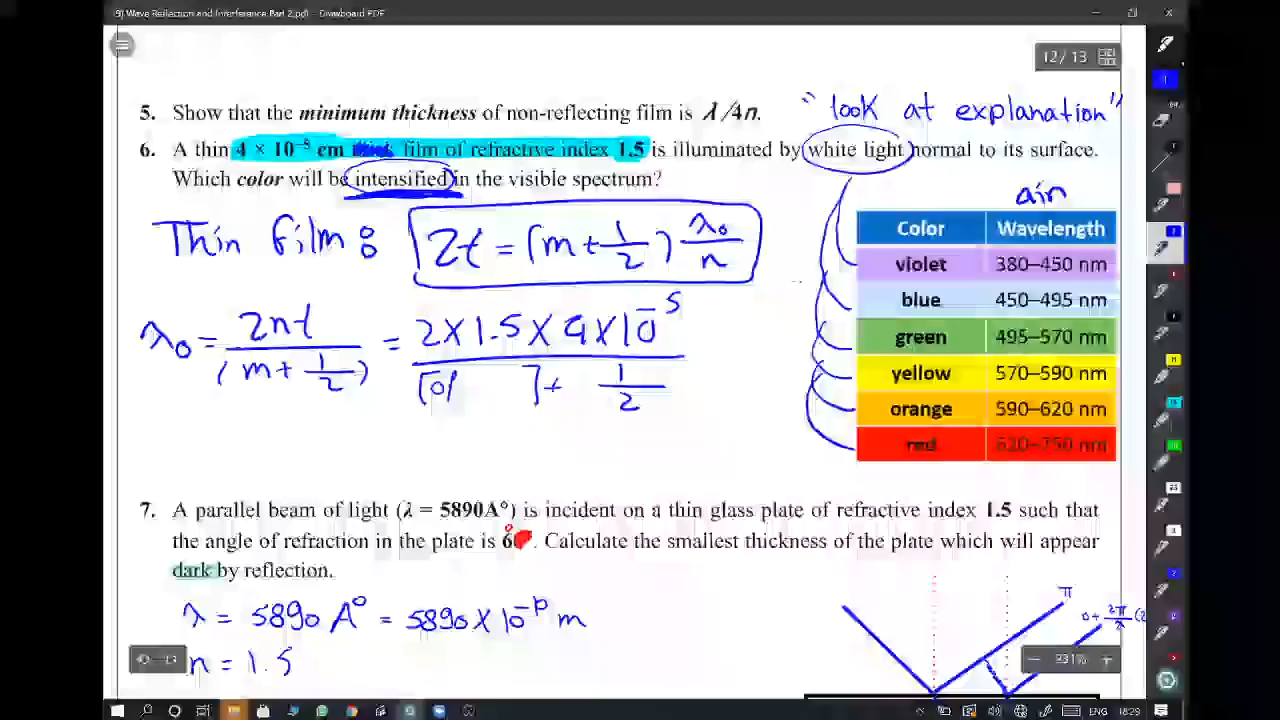 9) Wave Reflection and Interference Part 2.pdf - Drawboard PDF
12/13
5. Show that the minimum thickness of non-reflecting film is λ/4n.
"look at explanation"
6. A thin 4 × 10⁻⁵ cm thick film of refractive index 1.5 is illuminated by white light normal to its surface.
Which color will be intensified in the visible spectrum?
air
Thin film :
2t = (m + 1/2) λ₀/n
Color Wavelength
violet 380–450 nm
blue 450–495 nm
green 495–570 nm
yellow 570–590 nm
orange 590–620 nm
red 620–750 nm
λ₀ = 2nt / (m + 1/2) = 2 × 1.5 × 4 × 10⁻⁵ / [0, ] + 1/2
7. A parallel beam of light (λ = 5890A°) is incident on a thin glass plate of refractive index 1.5 such that
the angle of refraction in the plate is 6°. Calculate the smallest thickness of the plate which will appear
dark by reflection.
λ = 5890 A° = 5890 × 10⁻¹⁰ m
π
n = 1.5
331%
ENG 18:29